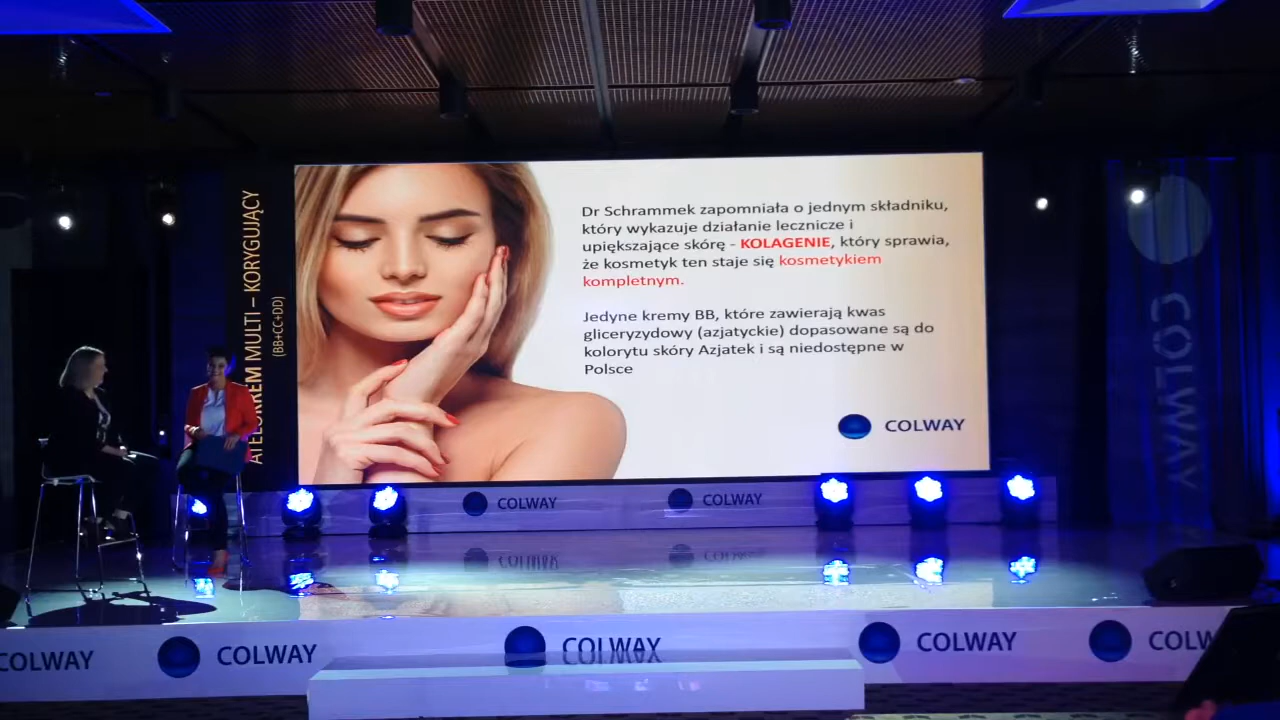 Dr Schrammek zapomniała o jednym składniku,
który wykazuje działanie lecznicze i
upiększające skórę - KOLAGENIE, który sprawia,
że kosmetyk ten staje się kosmetykiem
kompletnym.
Jedyne kremy BB, które zawierają kwas
gliceryzydowy (azjatyckie) dopasowane są do
kolorytu skóry Azjatek i są niedostępne w
Polsce
COLWAY
ATELOKREM MULTI – KORYGUJĄCY
(BB+CC+DD)
COLWAY
COLWAY COLWAY
COLWAY COLWAY COLWAY COLWAY COLW